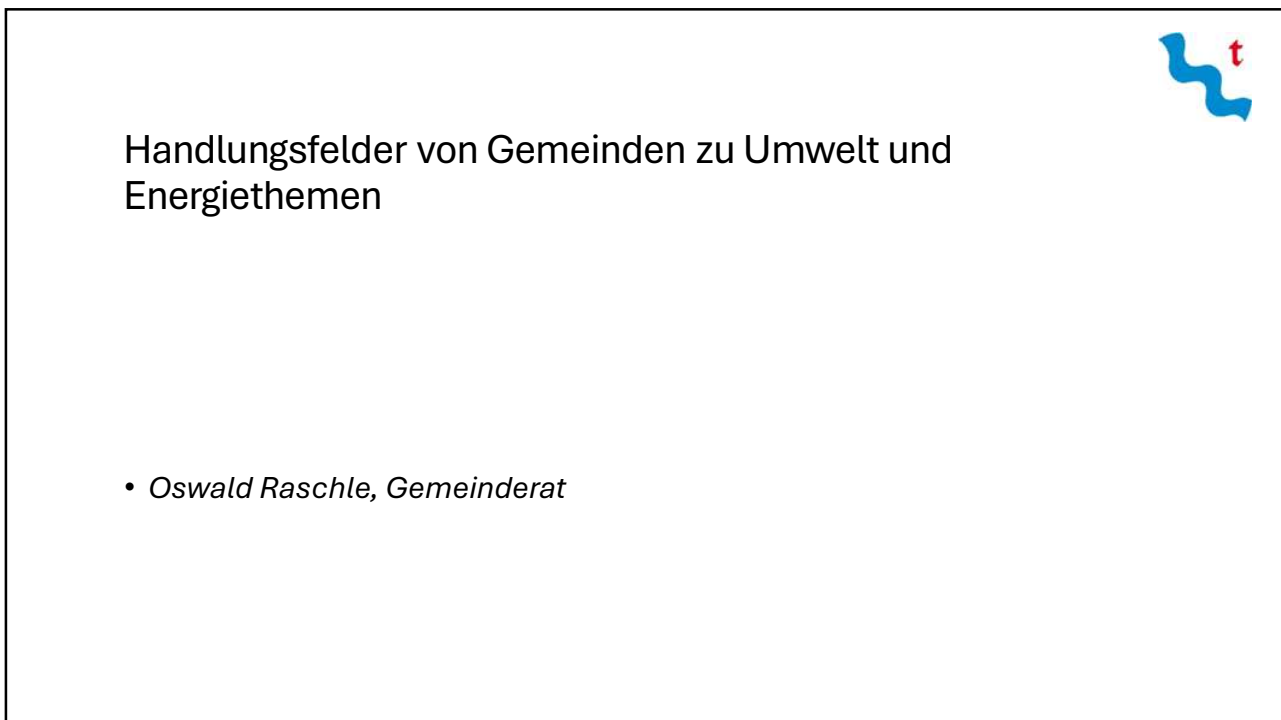 t
Handlungsfelder von Gemeinden zu Umwelt und
Energiethemen
• Oswald Raschle, Gemeinderat